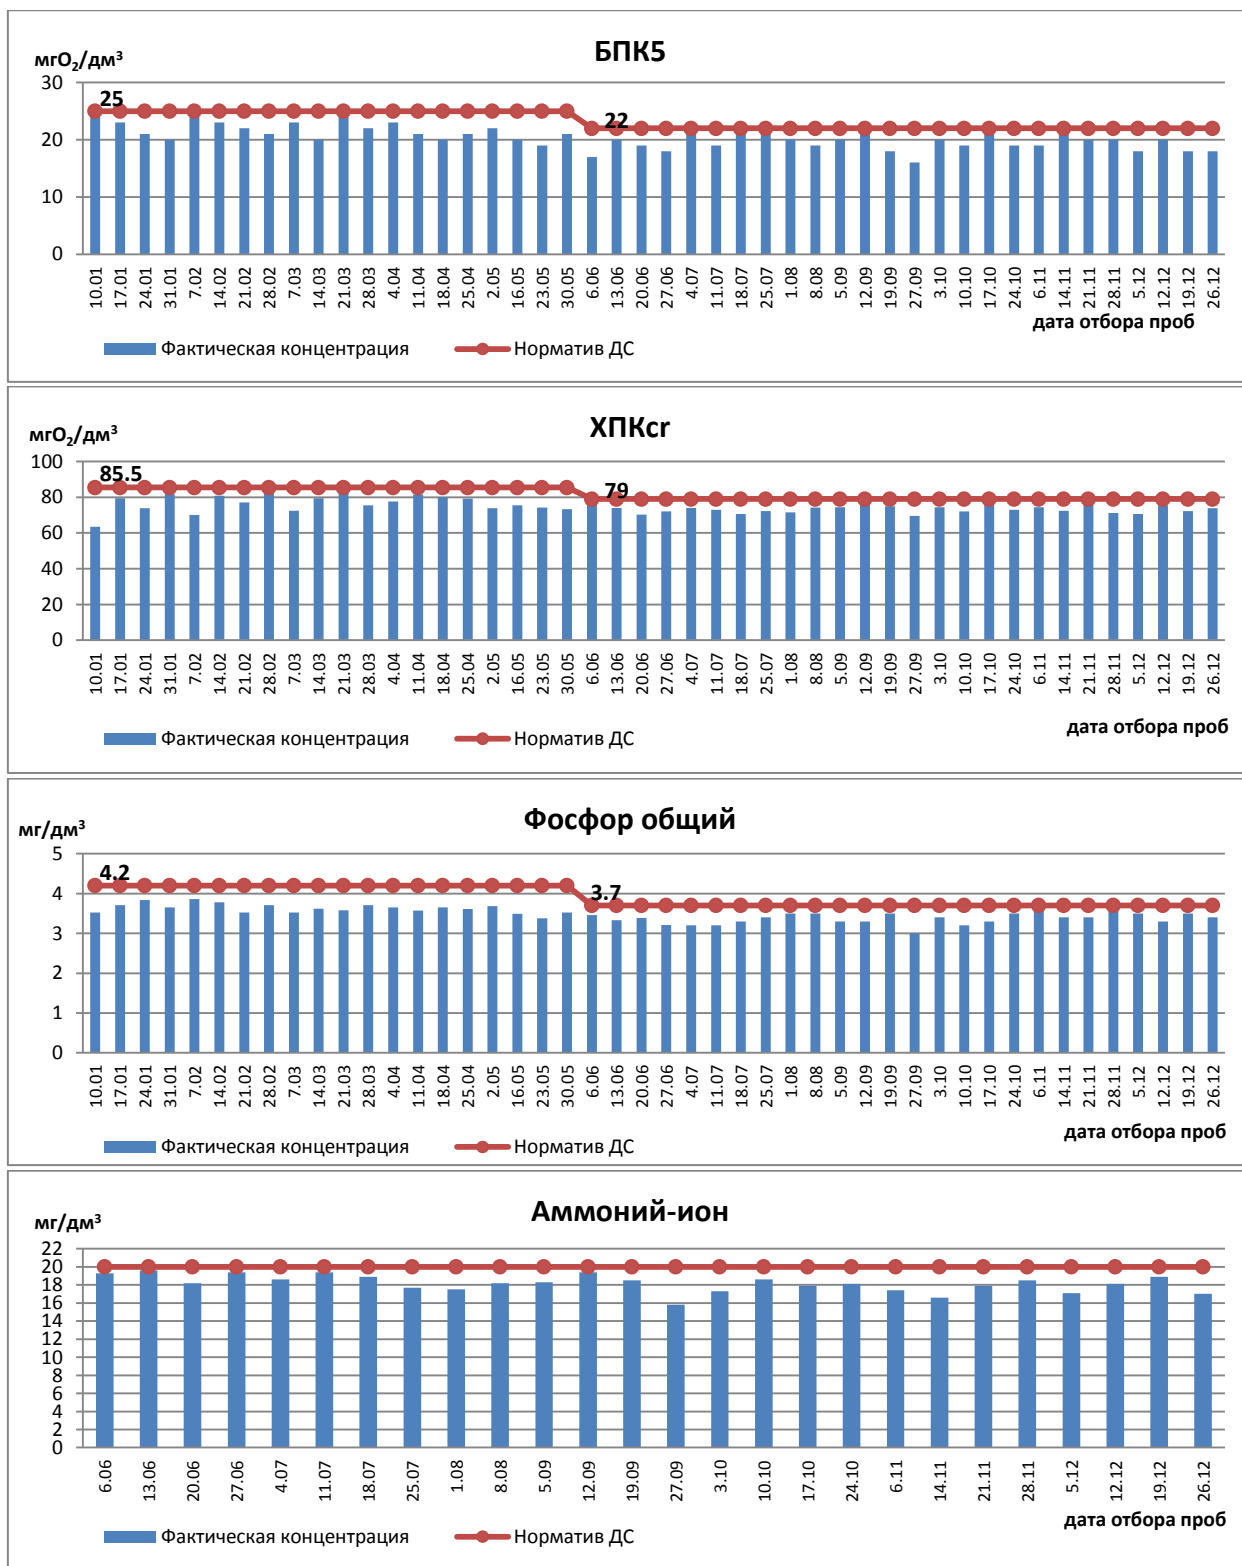 БПК5
мгО₂/дм³
30
25
22
20
10
0
10.01 17.01 24.01 31.01 7.02 14.02 21.02 28.02 7.03 14.03 21.03 28.03 4.04 11.04 18.04 25.04 2.05 16.05 23.05 30.05 6.06 13.06 20.06 27.06 4.07 11.07 18.07 25.07 1.08 8.08 5.09 12.09 19.09 27.09 3.10 10.10 17.10 24.10 6.11 14.11 21.11 28.11 5.12 12.12 19.12 26.12
дата отбора проб
Фактическая концентрация Норматив ДС
ХПКcr
мгО₂/дм³
100
85.5
79
80
60
40
20
0
10.01 17.01 24.01 31.01 7.02 14.02 21.02 28.02 7.03 14.03 21.03 28.03 4.04 11.04 18.04 25.04 2.05 16.05 23.05 30.05 6.06 13.06 20.06 27.06 4.07 11.07 18.07 25.07 1.08 8.08 5.09 12.09 19.09 27.09 3.10 10.10 17.10 24.10 6.11 14.11 21.11 28.11 5.12 12.12 19.12 26.12
дата отбора проб
Фактическая концентрация Норматив ДС
Фосфор общий
мг/дм³
5
4.2
3.7
4
3
2
1
0
10.01 17.01 24.01 31.01 7.02 14.02 21.02 28.02 7.03 14.03 21.03 28.03 4.04 11.04 18.04 25.04 2.05 16.05 23.05 30.05 6.06 13.06 20.06 27.06 4.07 11.07 18.07 25.07 1.08 8.08 5.09 12.09 19.09 27.09 3.10 10.10 17.10 24.10 6.11 14.11 21.11 28.11 5.12 12.12 19.12 26.12
дата отбора проб
Фактическая концентрация Норматив ДС
Аммоний-ион
мг/дм³
22
20
18
16
14
12
10
8
6
4
2
0
6.06 13.06 20.06 27.06 4.07 11.07 18.07 25.07 1.08 8.08 5.09 12.09 19.09 27.09 3.10 10.10 17.10 24.10 6.11 14.11 21.11 28.11 5.12 12.12 19.12 26.12
дата отбора проб
Фактическая концентрация Норматив ДС